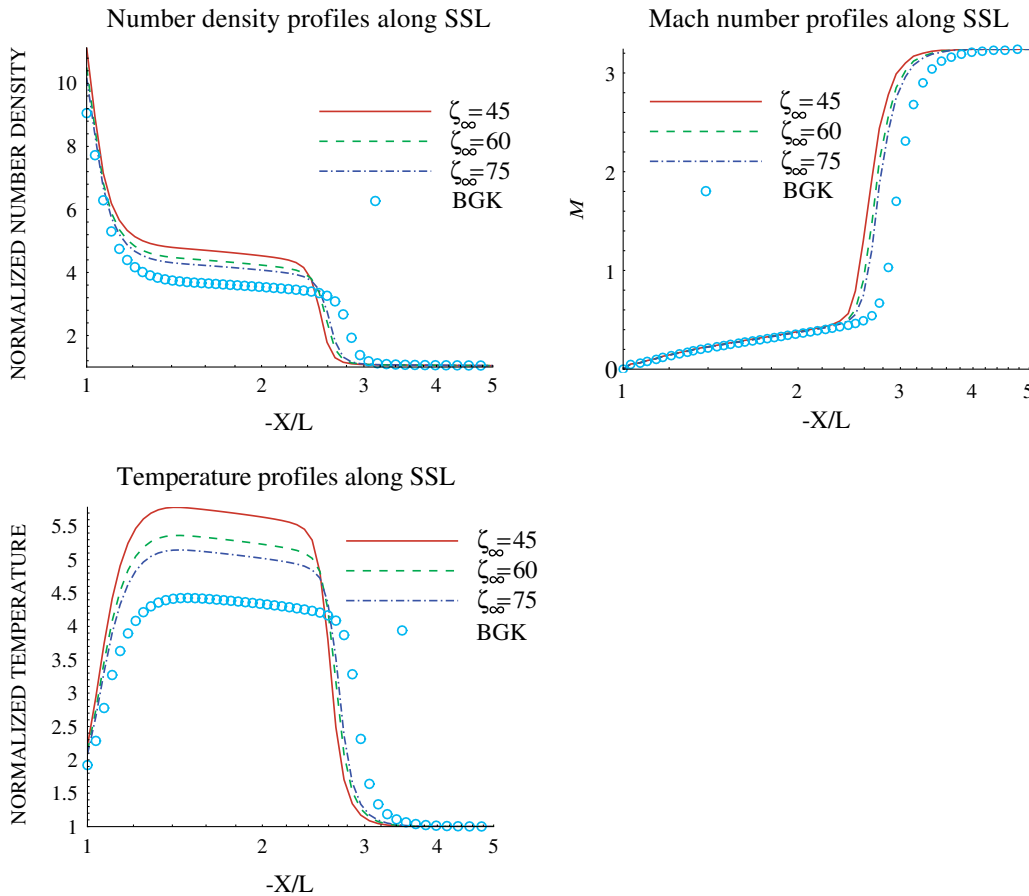 Number density profiles along SSL
NORMALIZED NUMBER DENSITY
10
8
6
4
2
1 2 3 4 5
-X/L
ζ∞=45
ζ∞=60
ζ∞=75
BGK
Mach number profiles along SSL
M
3
2
1
0
1 2 3 4 5
-X/L
ζ∞=45
ζ∞=60
ζ∞=75
BGK
Temperature profiles along SSL
NORMALIZED TEMPERATURE
5.5
5
4.5
4
3.5
3
2.5
2
1.5
1
1 2 3 4 5
-X/L
ζ∞=45
ζ∞=60
ζ∞=75
BGK